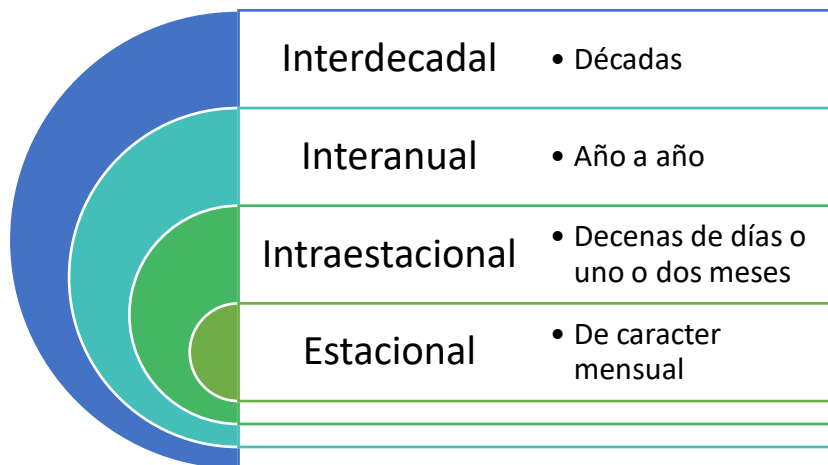 Interdecadal
• Décadas
Interanual
• Año a año
Intraestacional
• Decenas de días o
uno o dos meses
Estacional
• De caracter
mensual